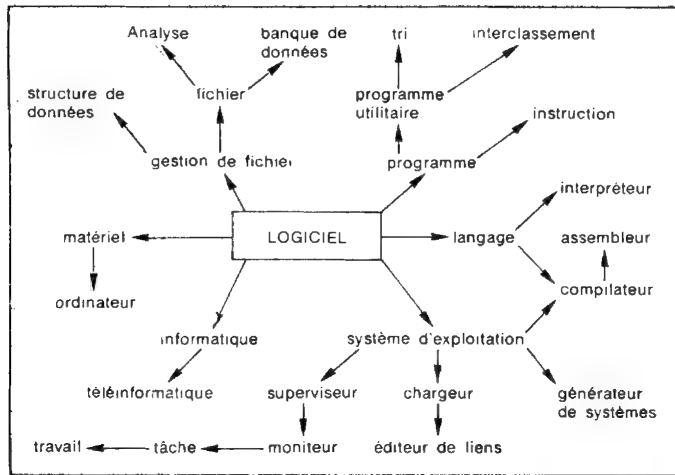 Analyse
banque de
données
tri
interclassement
structure de
données
fichier
programme
utilitaire
instruction
gestion de fichier
programme
interpréteur
matériel
LOGICIEL
langage
assembleur
ordinateur
compilateur
informatique
système d'exploitation
téléinformatique
superviseur
chargeur
générateur
de systèmes
travail
tâche
moniteur
éditeur de liens